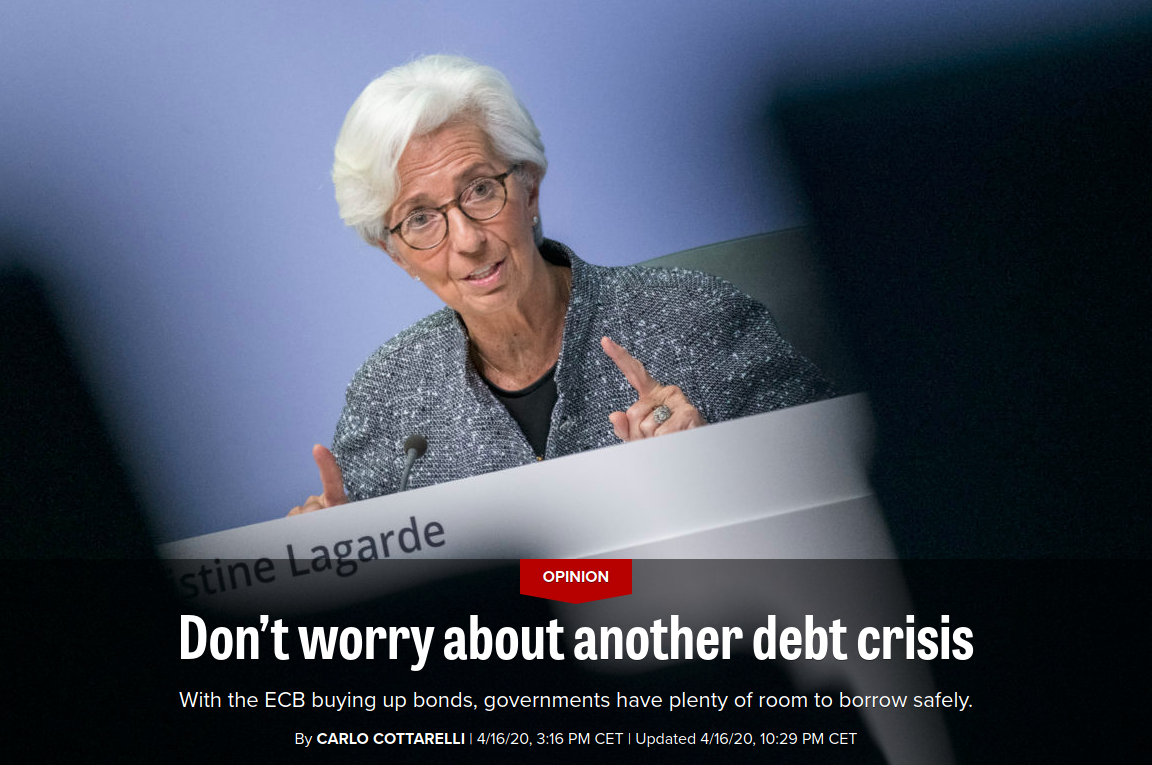 istine Lagarde
OPINION
Don't worry about another debt crisis
With the ECB buying up bonds, governments have plenty of room to borrow safely.
By CARLO COTTARELLI | 4/16/20, 3:16 PM CET | Updated 4/16/20, 10:29 PM CET